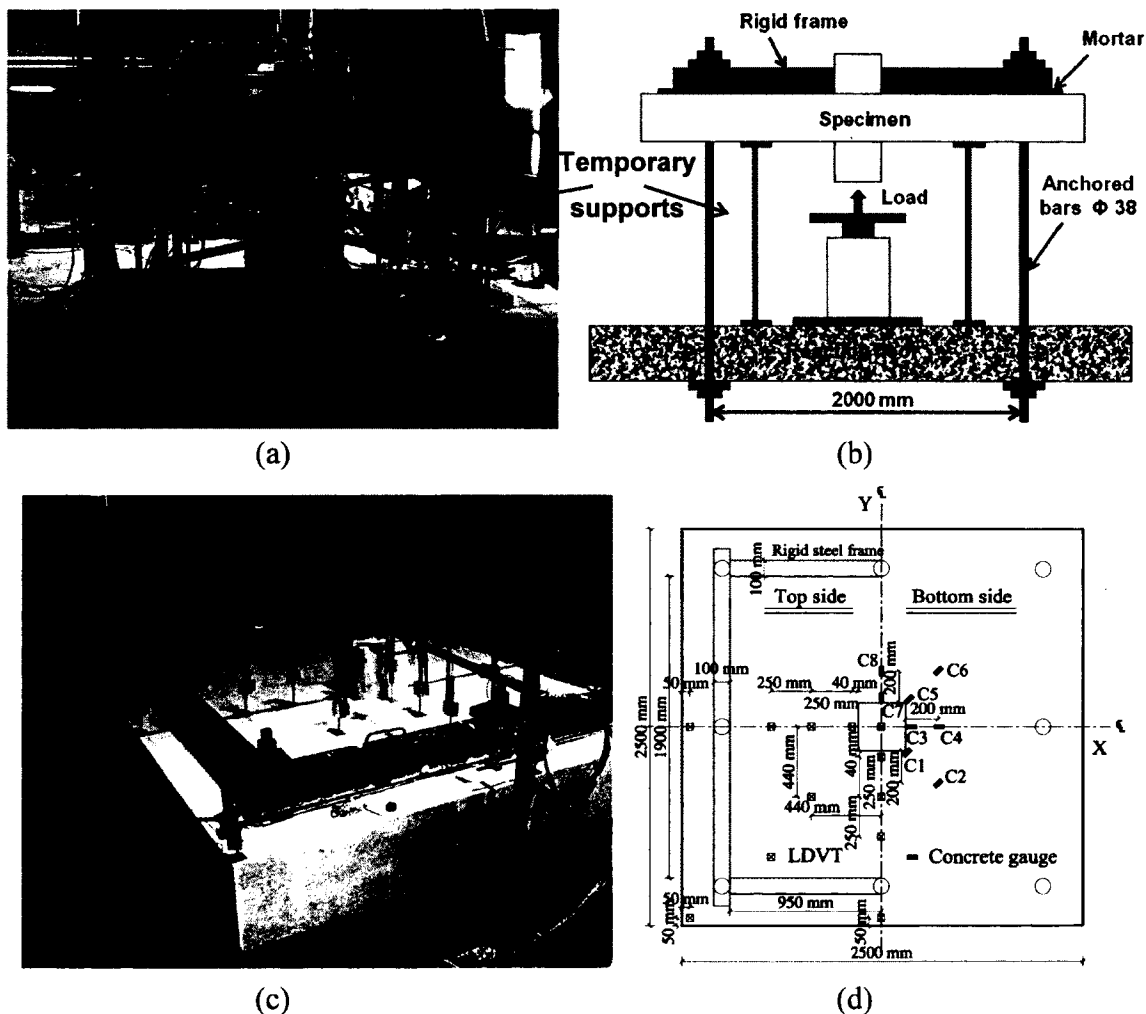 Rigid frame
Mortar
Specimen
Temporary
supports
Load
Anchored
bars Φ 38
2000 mm
(a)
(b)
Y
℄
Rigid steel frame
100 mm
Top side
Bottom side
100 mm
50 mm
250 mm
40 mm
250 mm
C8
200 mm
C6
C7
C5
200 mm
2500 mm
1900 mm
C3
C4
X
℄
440 mm
40 mm
C1
C2
250 mm
200 mm
440 mm
250 mm
LDVT
Concrete gauge
50 mm
950 mm
50 mm
50 mm
2500 mm
(c)
(d)